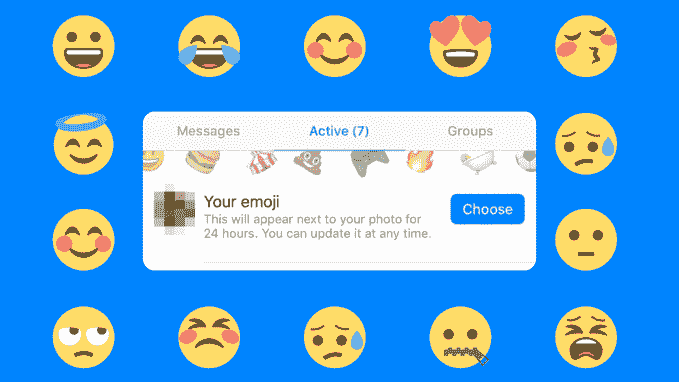 Messages Active (7) Groups
Your emoji
This will appear next to your photo for
24 hours. You can update it at any time.
Choose